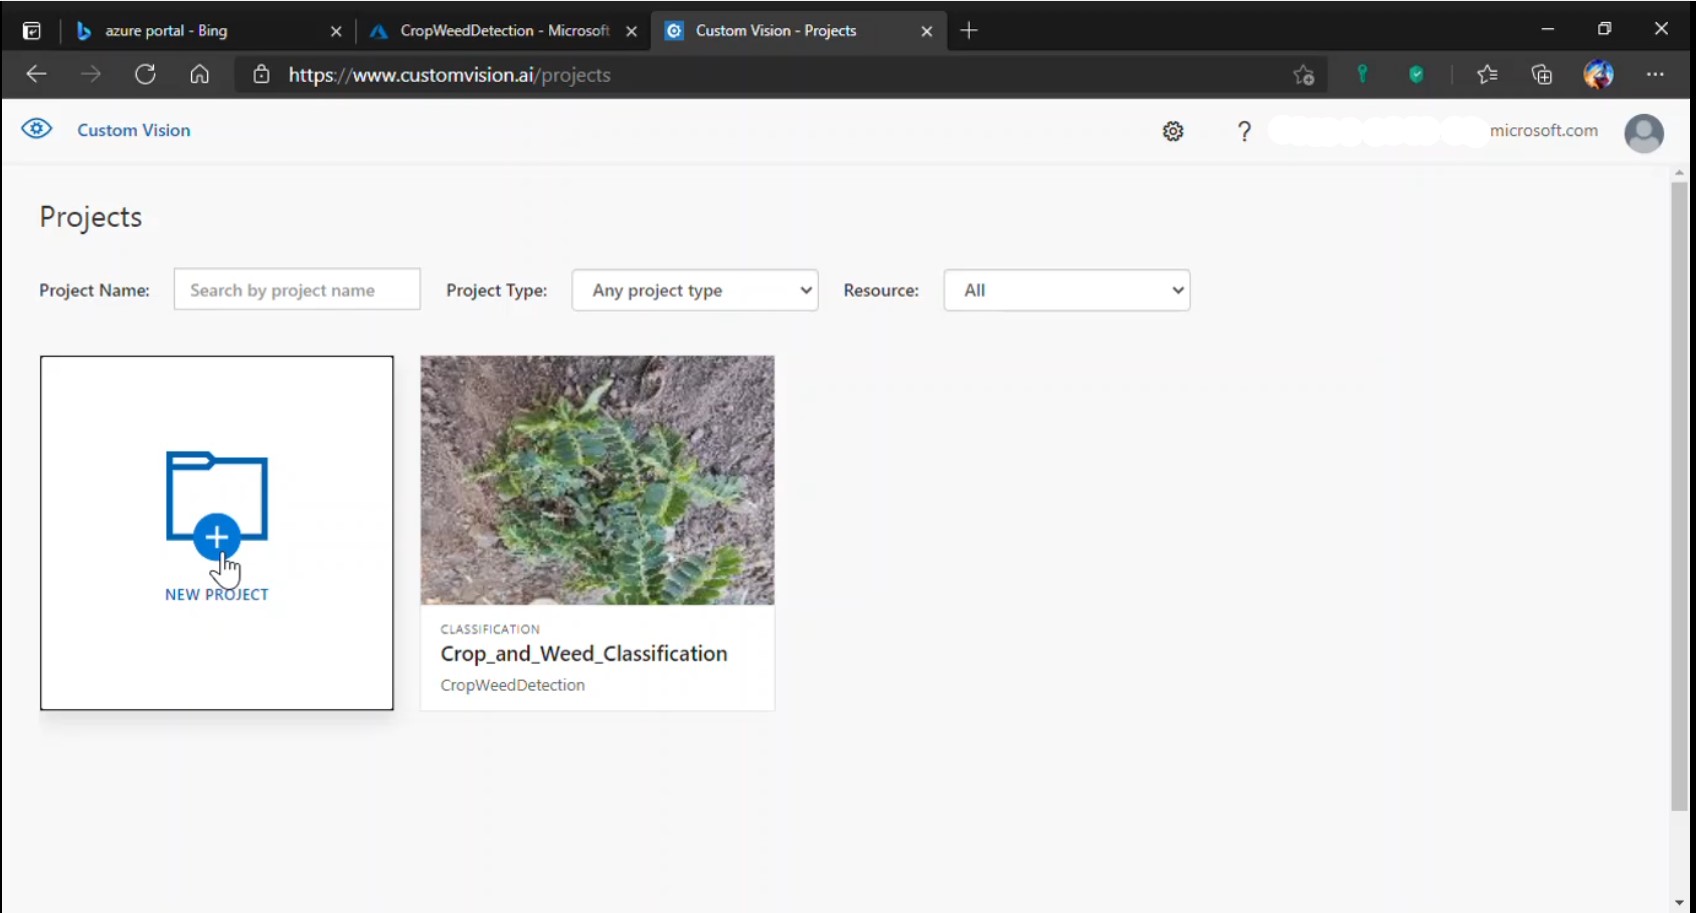 azure portal - Bing
CropWeedDetection - Microsoft
Custom Vision - Projects
https://www.customvision.ai/projects
Custom Vision
?
microsoft.com
Projects
Project Name:
Search by project name
Project Type:
Any project type
Resource:
All
NEW PROJECT
CLASSIFICATION
Crop_and_Weed_Classification
CropWeedDetection